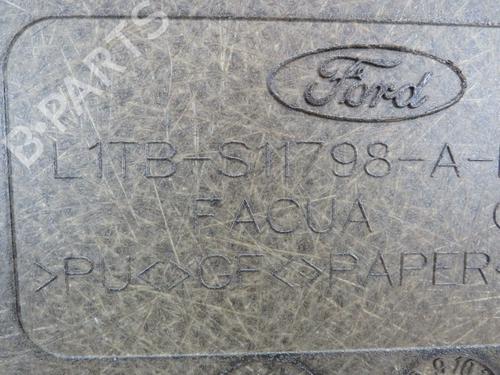 B-PARTS
Ford
L1TB-S11798-A-
FACUA
>PU<>GF<>PAPER